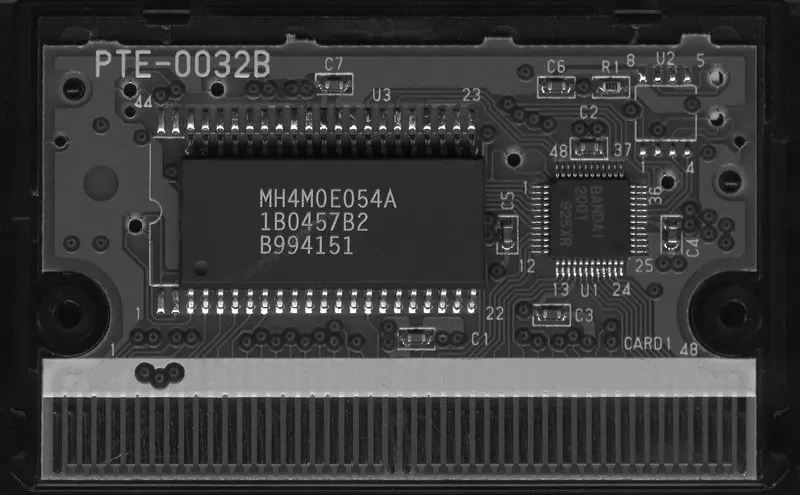 PTE-0032B
C7
C6
R1
8
U2
5
44
U3
23
C2
48
37
4
MH4M0E054A
1B0457B2
B994151
1
BANDAI
2001
929XR
36
C5
C4
12
25
13
U1
24
1
22
C3
C1
1
CARD1
48